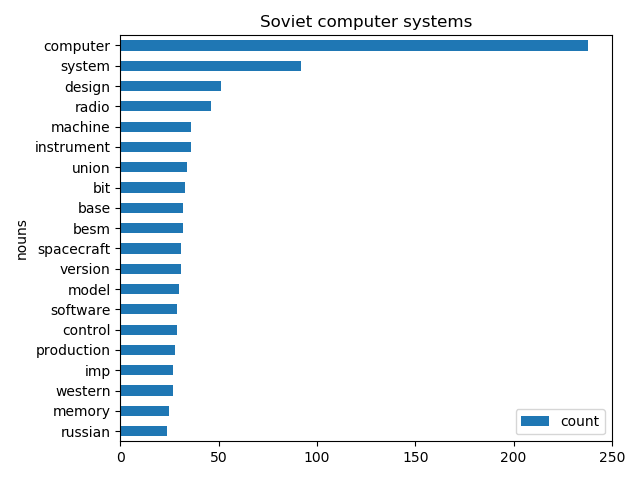 Soviet computer systems
computer
system
design
radio
machine
instrument
union
bit
base
besm
spacecraft
version
model
software
control
production
imp
western
memory
russian
nouns
count
0 50 100 150 200 250